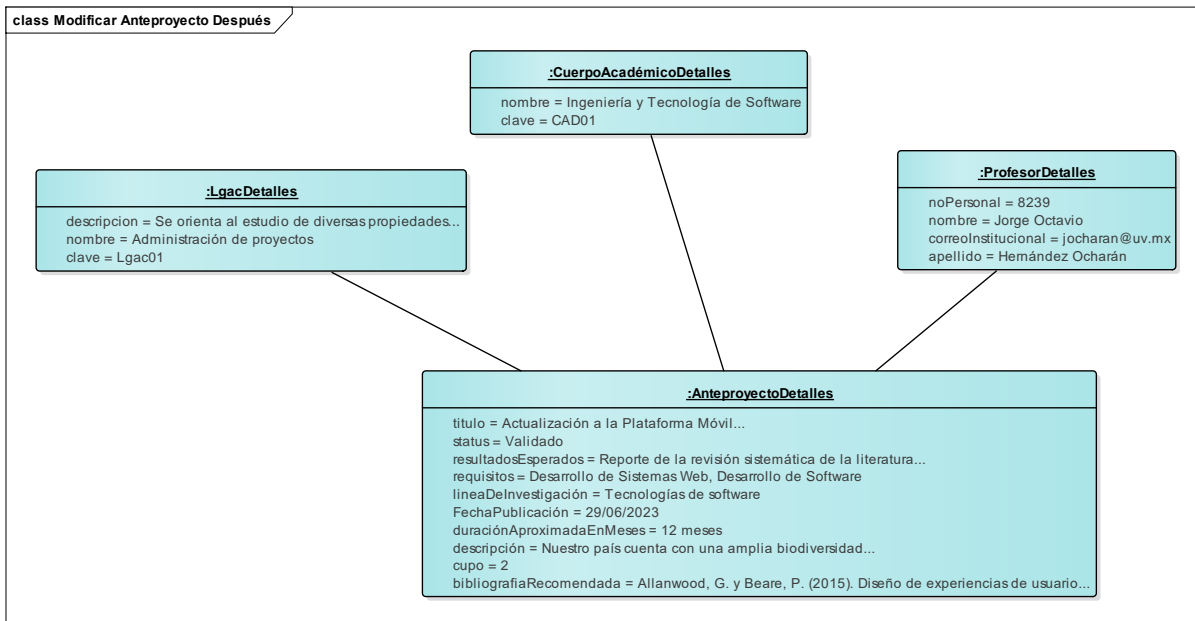 class Modificar Anteproyecto Después
:CuerpoAcadémicoDetalles
nombre = Ingeniería y Tecnología de Software
clave = CAD01
:LgacDetalles
descripcion = Se orienta al estudio de diversas propiedades...
nombre = Administración de proyectos
clave = Lgac01
:ProfesorDetalles
noPersonal = 8239
nombre = Jorge Octavio
correoInstitucional = jocharan@uv.mx
apellido = Hernández Ocharán
:AnteproyectoDetalles
titulo = Actualización a la Plataforma Móvil...
status = Validado
resultadosEsperados = Reporte de la revisión sistemática de la literatura...
requisitos = Desarrollo de Sistemas Web, Desarrollo de Software
lineaDeInvestigación = Tecnologías de software
FechaPublicación = 29/06/2023
duraciónAproximadaEnMeses = 12 meses
descripción = Nuestro país cuenta con una amplia biodiversidad...
cupo = 2
bibliografiaRecomendada = Allanwood, G. y Beare, P. (2015). Diseño de experiencias de usuario...